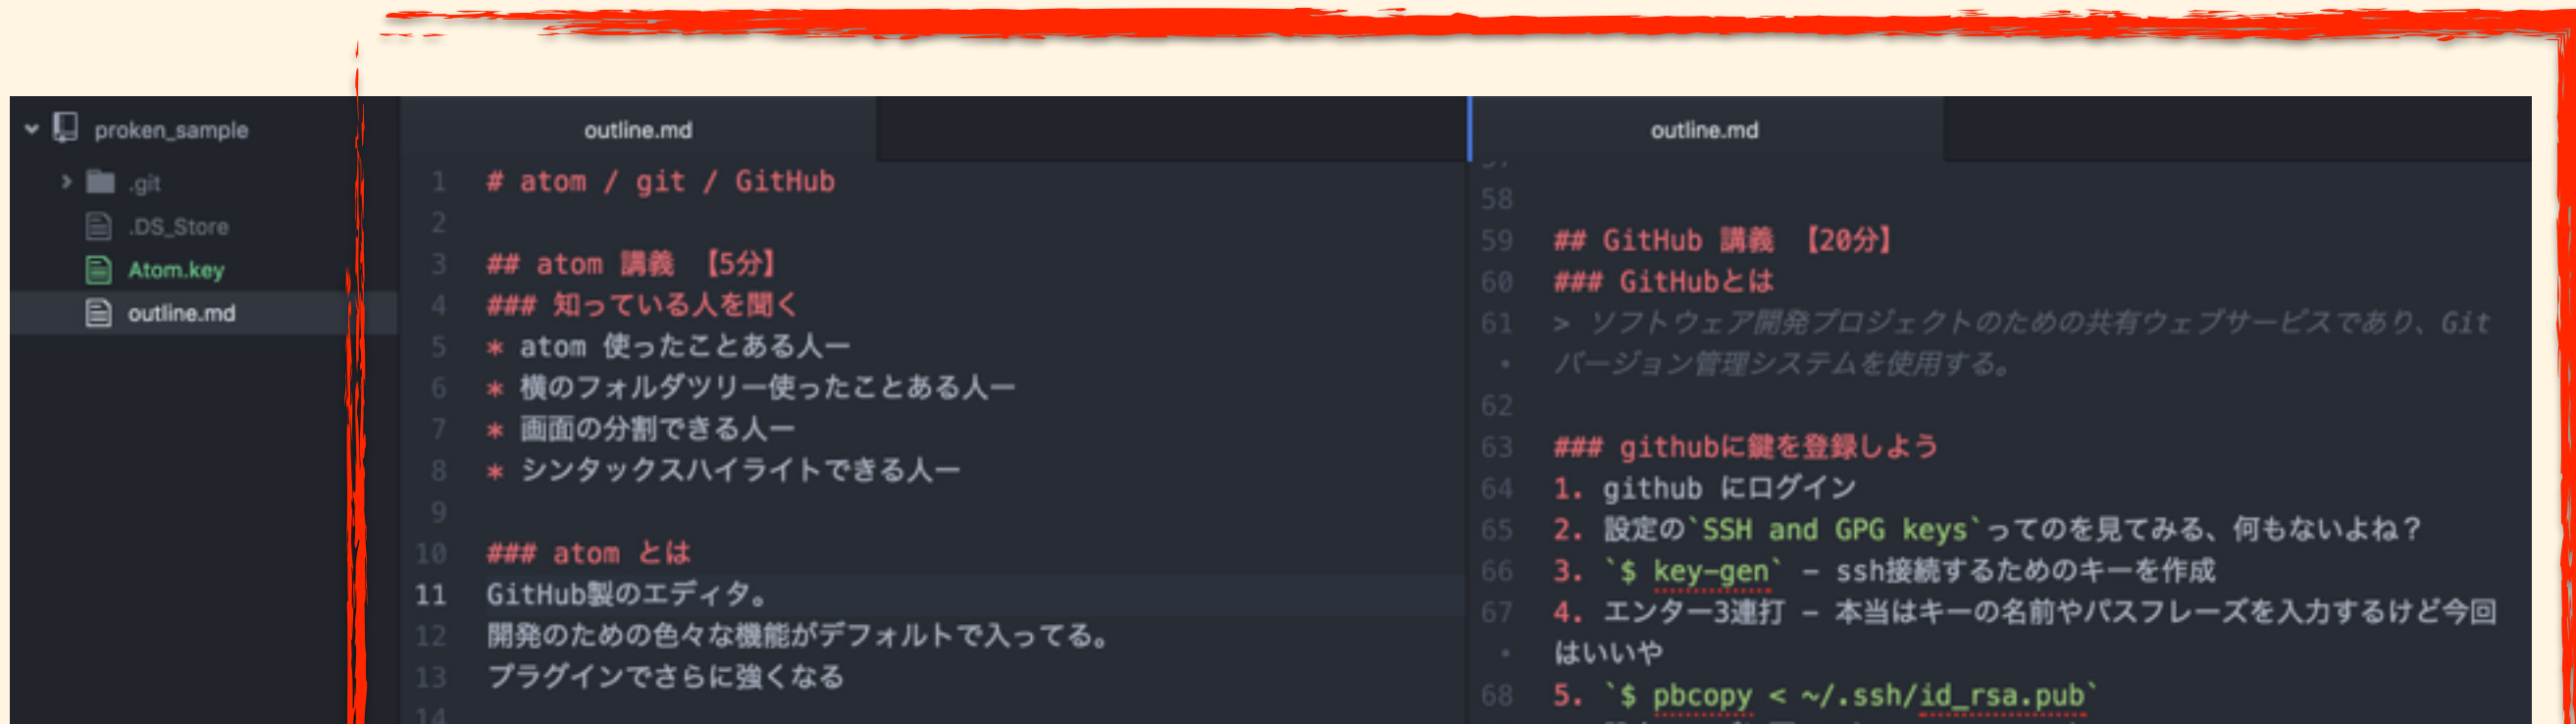 proken_sample
.git
.DS_Store
Atom.key
outline.md
outline.md
1 # atom / git / GitHub
2
3 ## atom 講義 【5分】
4 ### 知っている人を聞く
5 * atom 使ったことある人ー
6 * 横のフォルダツリー使ったことある人ー
7 * 画面の分割できる人ー
8 * シンタックスハイライトできる人ー
9
10 ### atom とは
11 GitHub製のエディタ。
12 開発のための色々な機能がデフォルトで入ってる。
13 プラグインでさらに強くなる
14
outline.md
58
59 ## GitHub 講義 【20分】
60 ### GitHubとは
61 > ソフトウェア開発プロジェクトのための共有ウェブサービスであり、Git
• バージョン管理システムを使用する。
62
63 ### githubに鍵を登録しよう
64 1. github にログイン
65 2. 設定の`SSH and GPG keys`ってのを見てみる、何もないよね？
66 3. `$ key-gen` - ssh接続するためのキーを作成
67 4. エンター3連打 - 本当はキーの名前やパスフレーズを入力するけど今回
• はいいや
68 5. `$ pbcopy < ~/.ssh/id_rsa.pub`